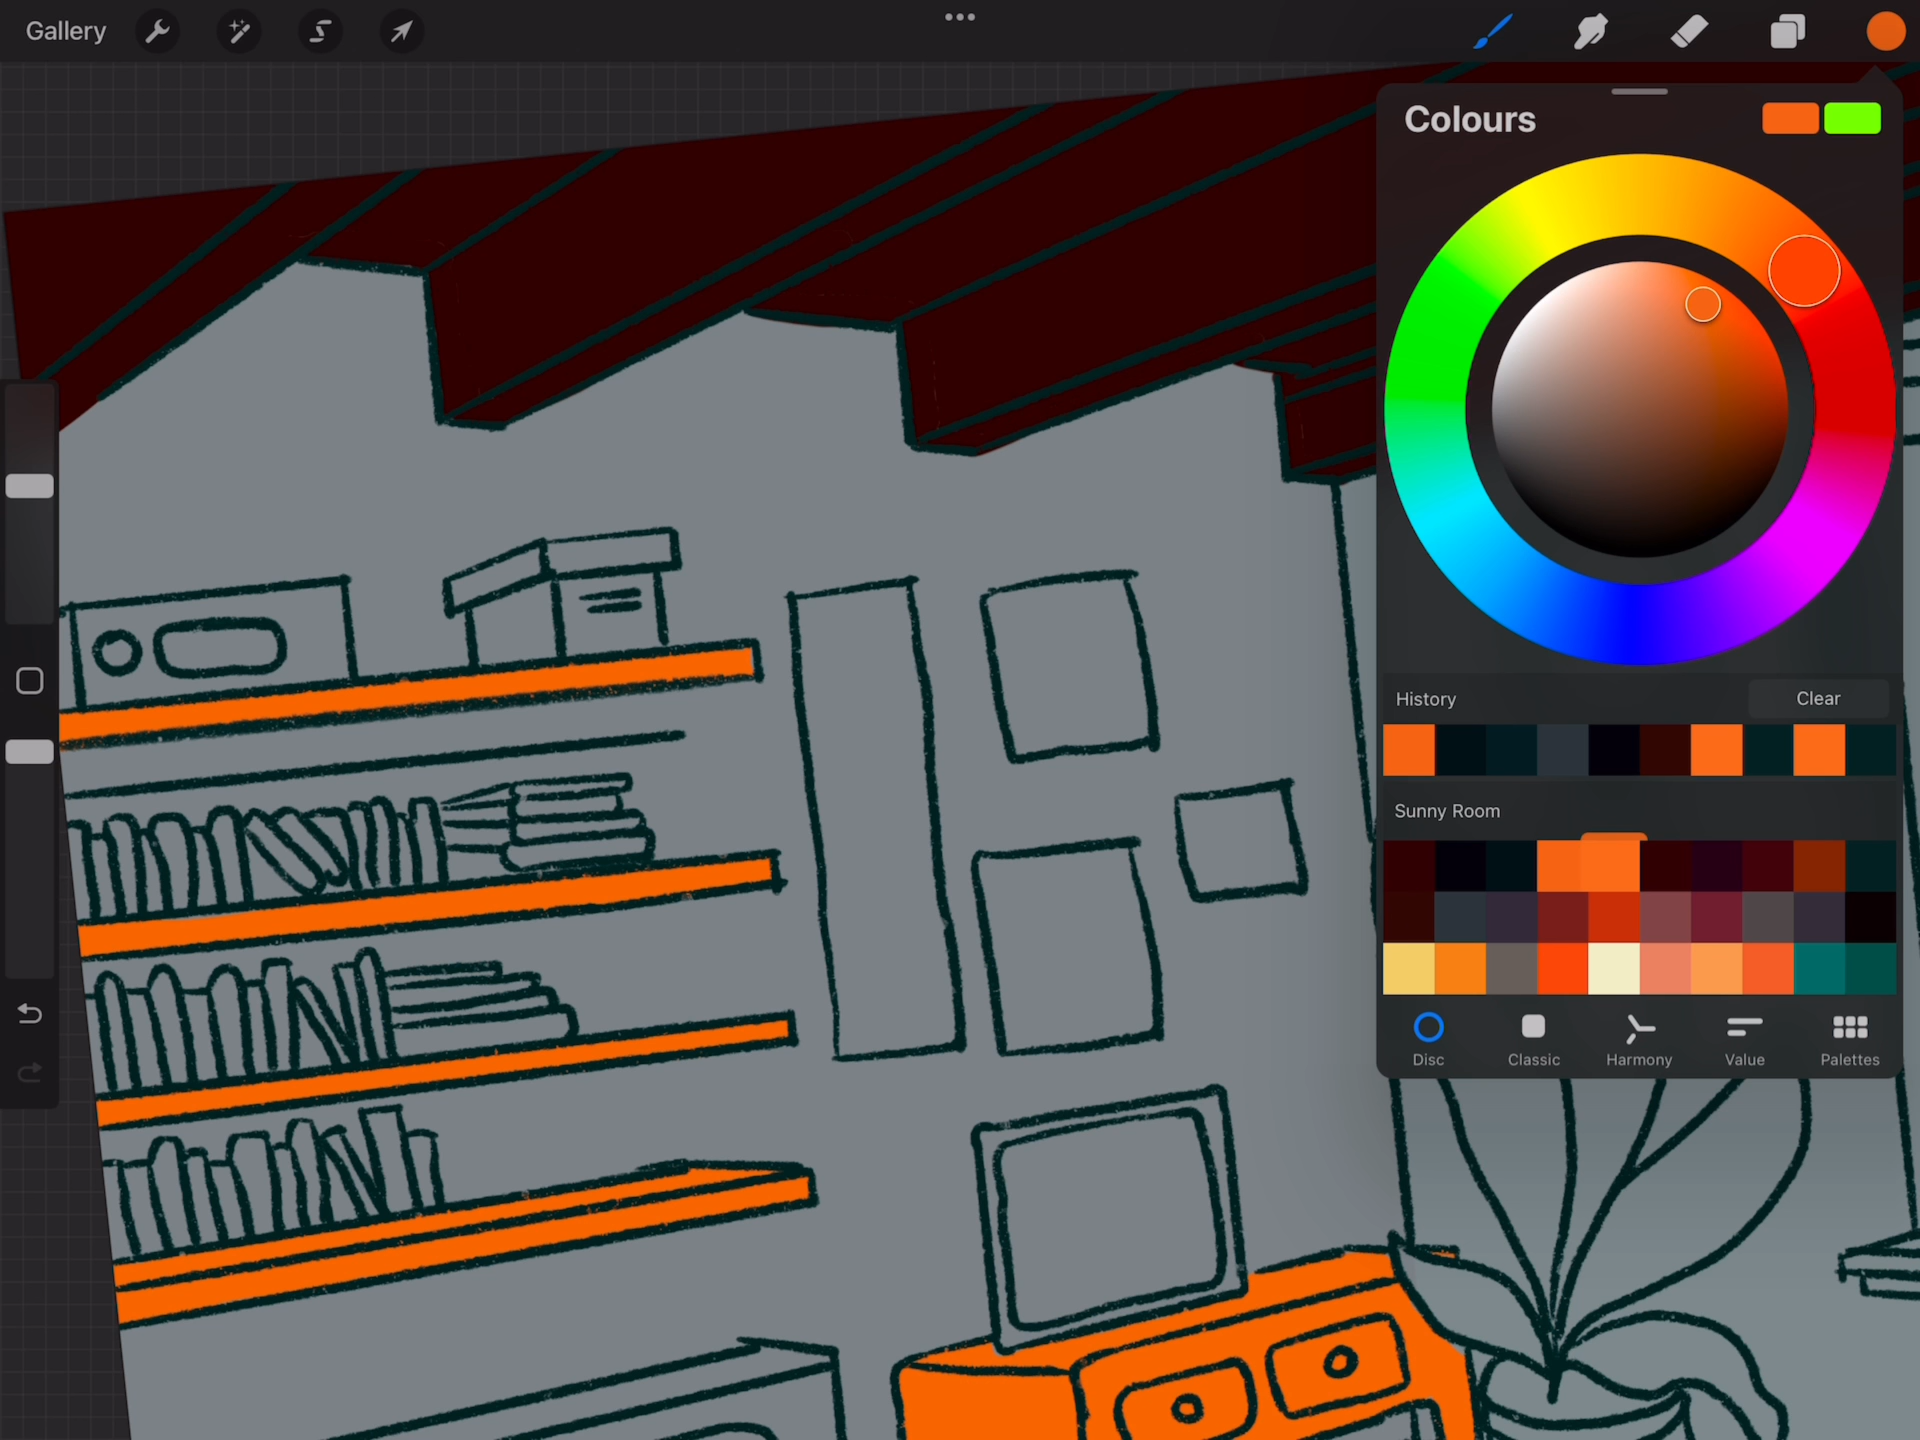 Gallery
Colours
History
Clear
Sunny Room
Disc
Classic
Harmony
Value
Palettes